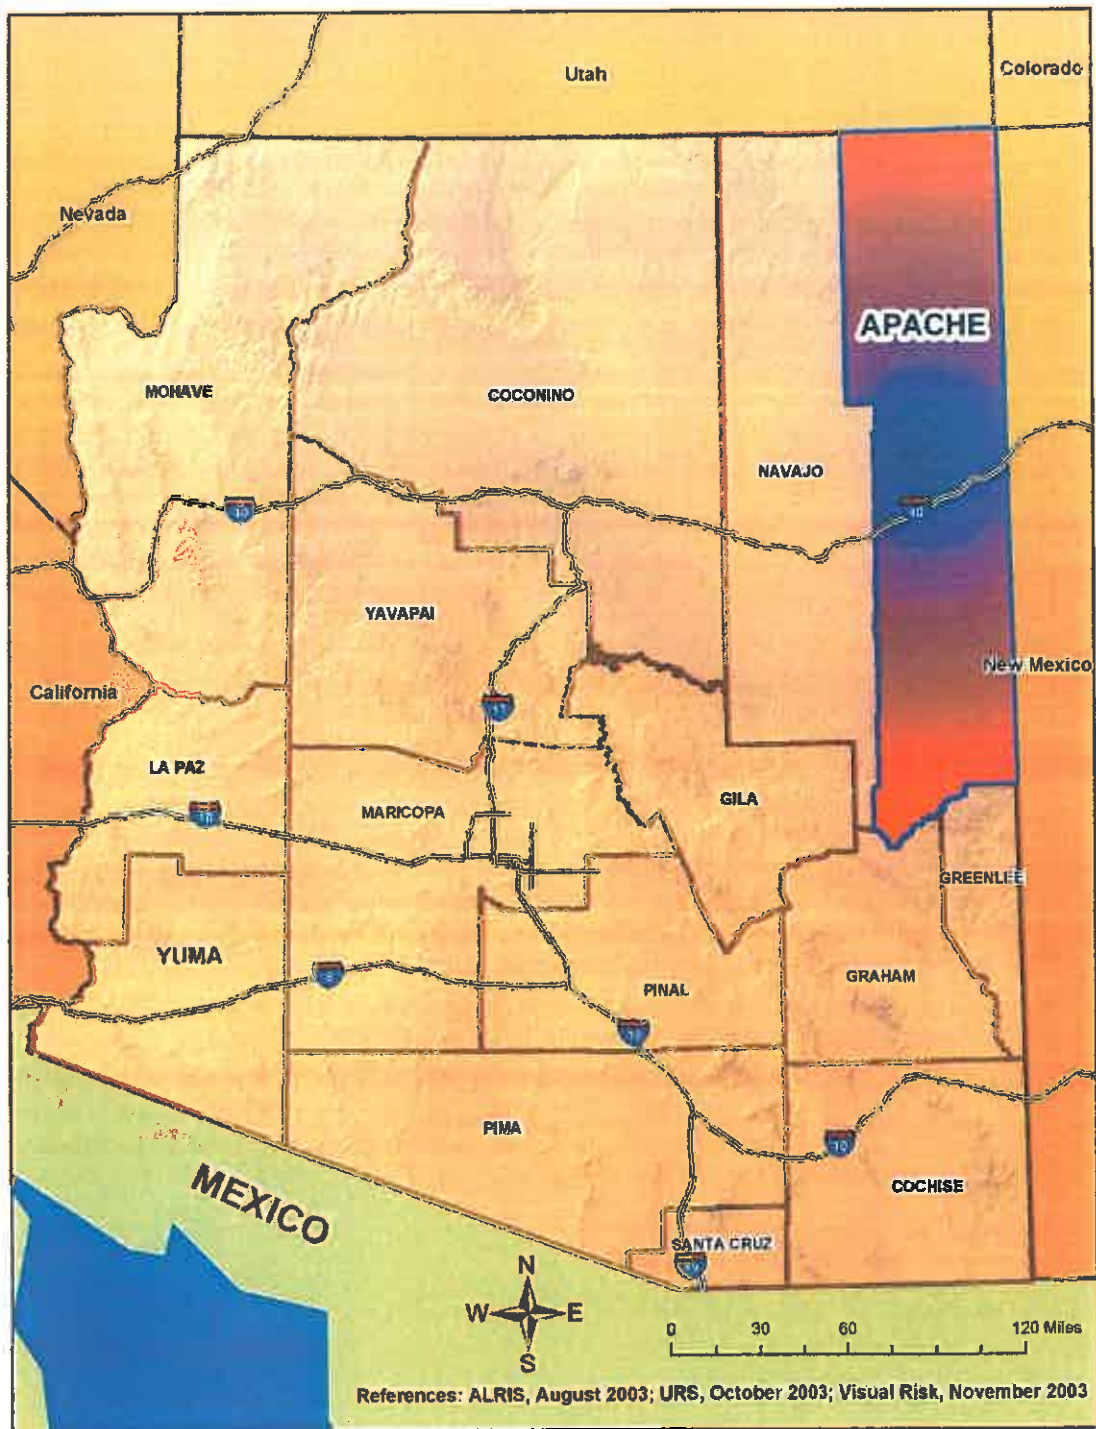 Utah
Colorado
Nevada
APACHE
MOHAVE
COCONINO
NAVAJO
40
YAVAPAI
New Mexico
California
LA PAZ
GILA
MARICOPA
GREENLEE
YUMA
GRAHAM
PINAL
PIMA
10
COCHISE
MEXICO
SANTA CRUZ
N
W E
S
0 30 60 120 Miles
References: ALRIS, August 2003; URS, October 2003; Visual Risk, November 2003